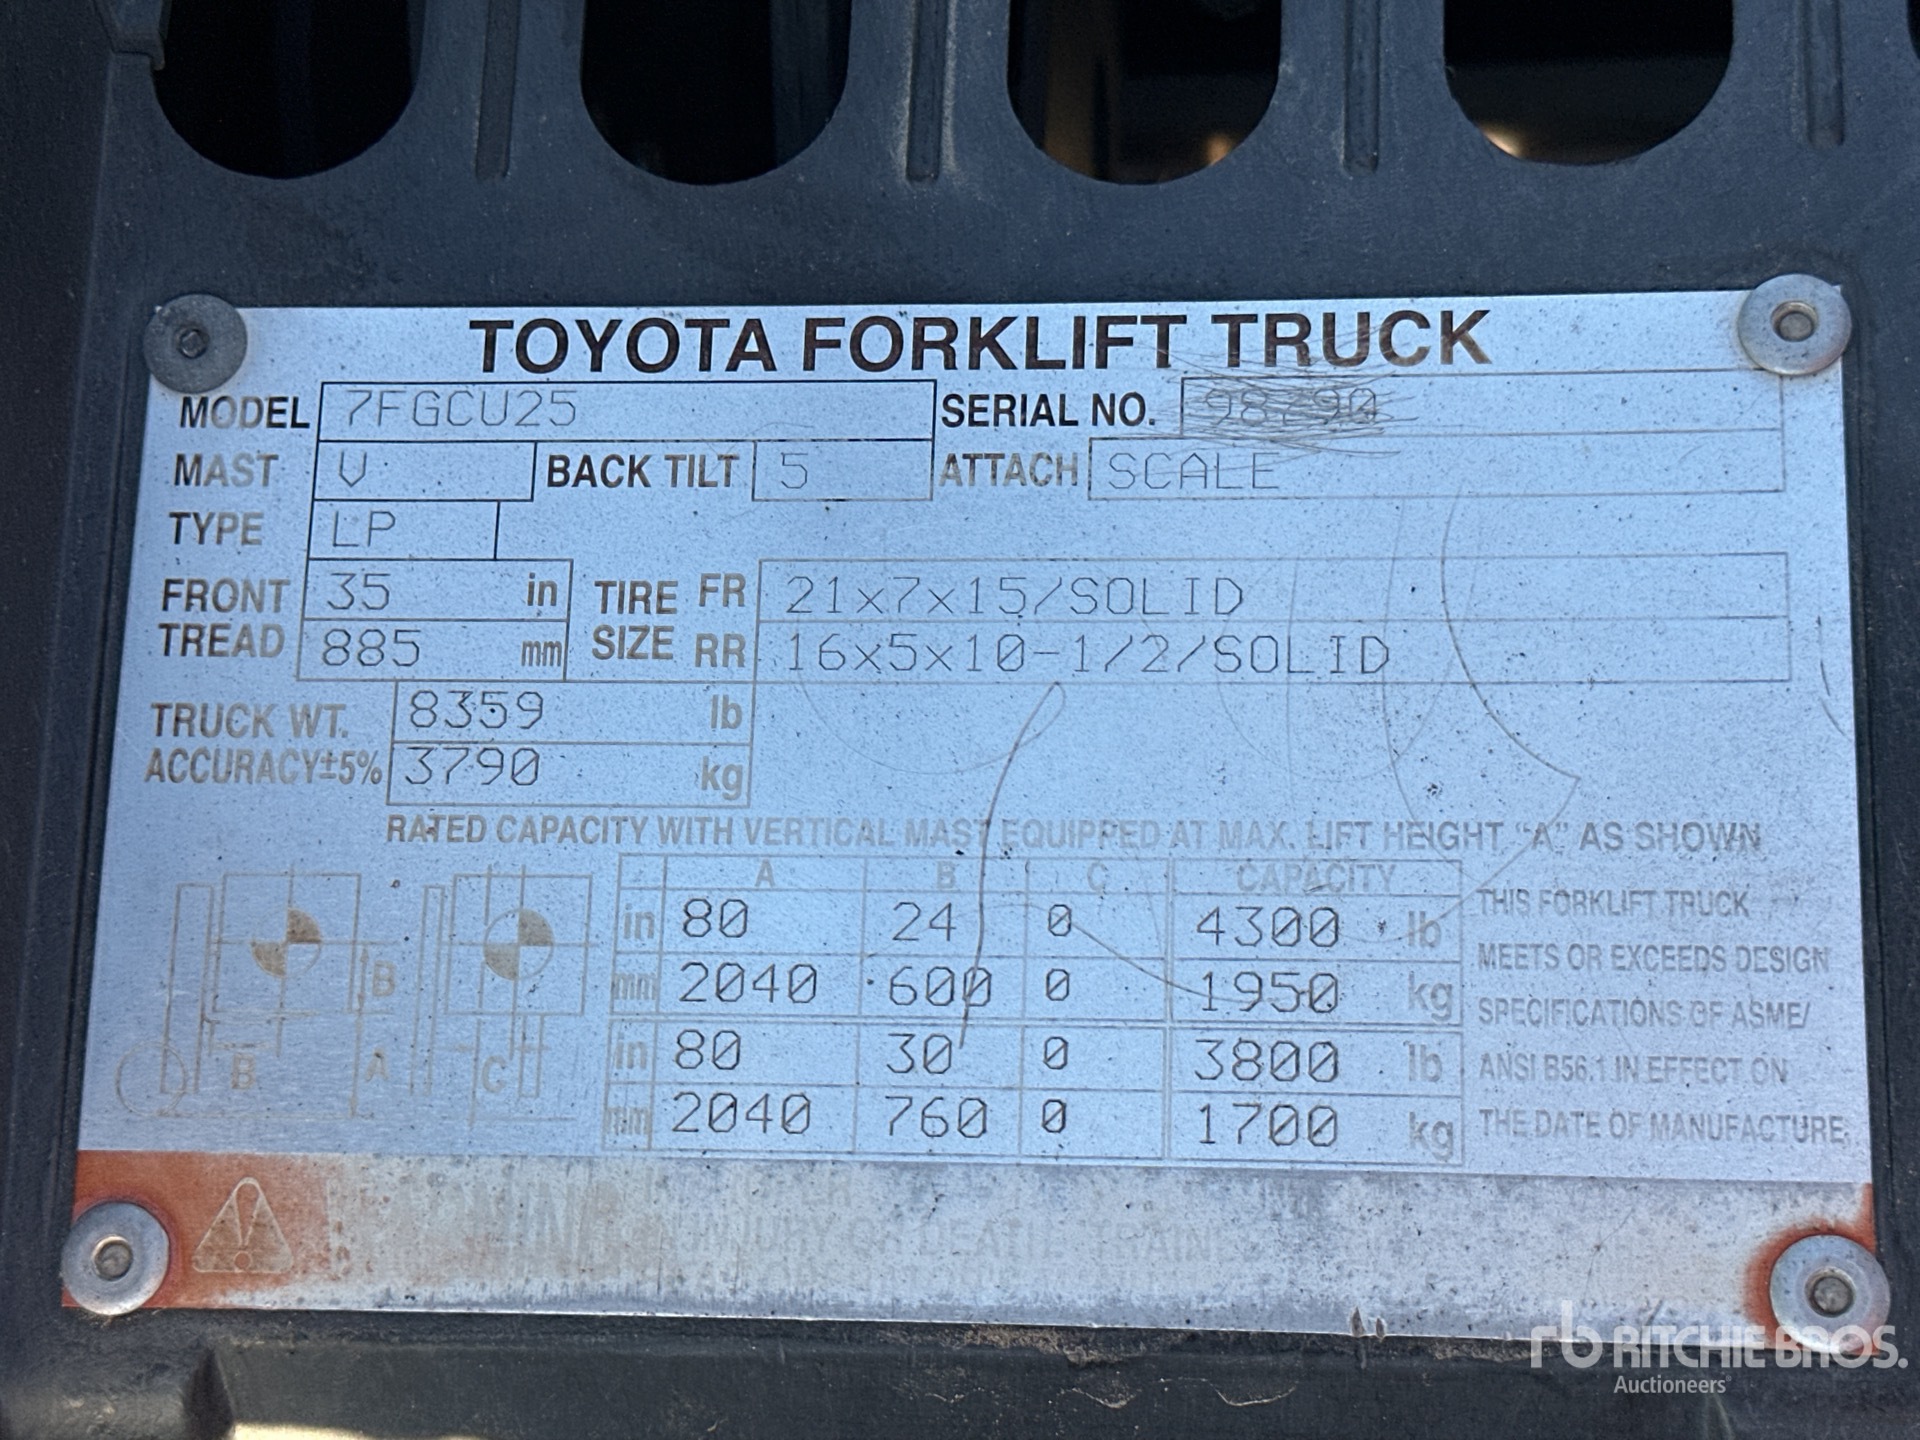 TOYOTA FORKLIFT TRUCK
MODEL 7FGCU25 SERIAL NO. 98290
MAST V BACK TILT 5 ATTACH SCALE
TYPE LP
FRONT TREAD 35 in TIRE SIZE FR 21x7x15/SOLID
885 mm RR 16x5x10-1/2/SOLID
TRUCK WT. 8359 lb
ACCURACY±5% 3790 kg
RATED CAPACITY WITH VERTICAL MAST EQUIPPED AT MAX. LIFT HEIGHT "A" AS SHOWN
A B C CAPACITY
in 80 24 0 4300 lb
mm 2040 600 0 1950 kg
in 80 30 0 3800 lb
mm 2040 760 0 1700 kg
B
B A C
THIS FORKLIFT TRUCK
MEETS OR EXCEEDS DESIGN
SPECIFICATIONS OF ASME/
ANSI B56.1 IN EFFECT ON
THE DATE OF MANUFACTURE.
INJURY DEATH
rb RITCHIE BROS.
Auctioneers